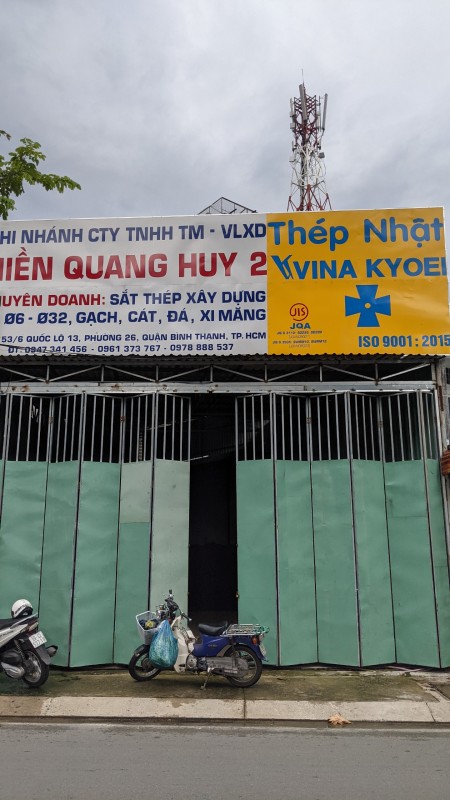 HI NHÁNH CTY TNHH TM - VLXD
HIỀN QUANG HUY 2
HUYÊN DOANH: SẮT THÉP XÂY DỰNG
Ø6 - Ø32, GẠCH, CÁT, ĐÁ, XI MĂNG
53/6 QUỐC LỘ 13, PHƯỜNG 26, QUẬN BÌNH THẠNH, TP. HCM
ĐT: 0947 341 456 - 0961 373 767 - 0978 888 537
Thép Nhật
VINA KYOEI
JIS
JQA
ISO 9001 : 2015